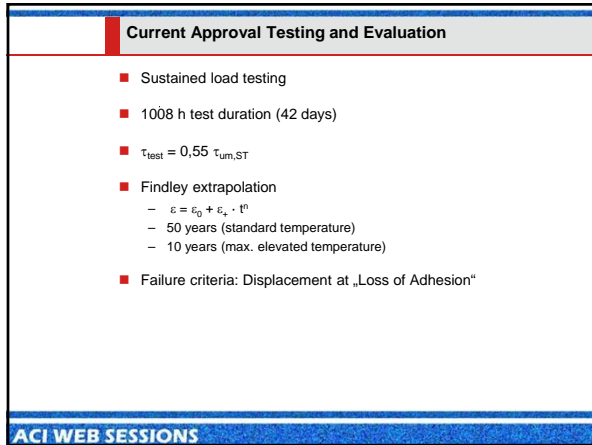 Current Approval Testing and Evaluation
■ Sustained load testing
■ 1008 h test duration (42 days)
■ τtest = 0,55 τum,ST
■ Findley extrapolation
– ε = ε0 + ε+ · tⁿ
– 50 years (standard temperature)
– 10 years (max. elevated temperature)
■ Failure criteria: Displacement at „Loss of Adhesion“
ACI WEB SESSIONS